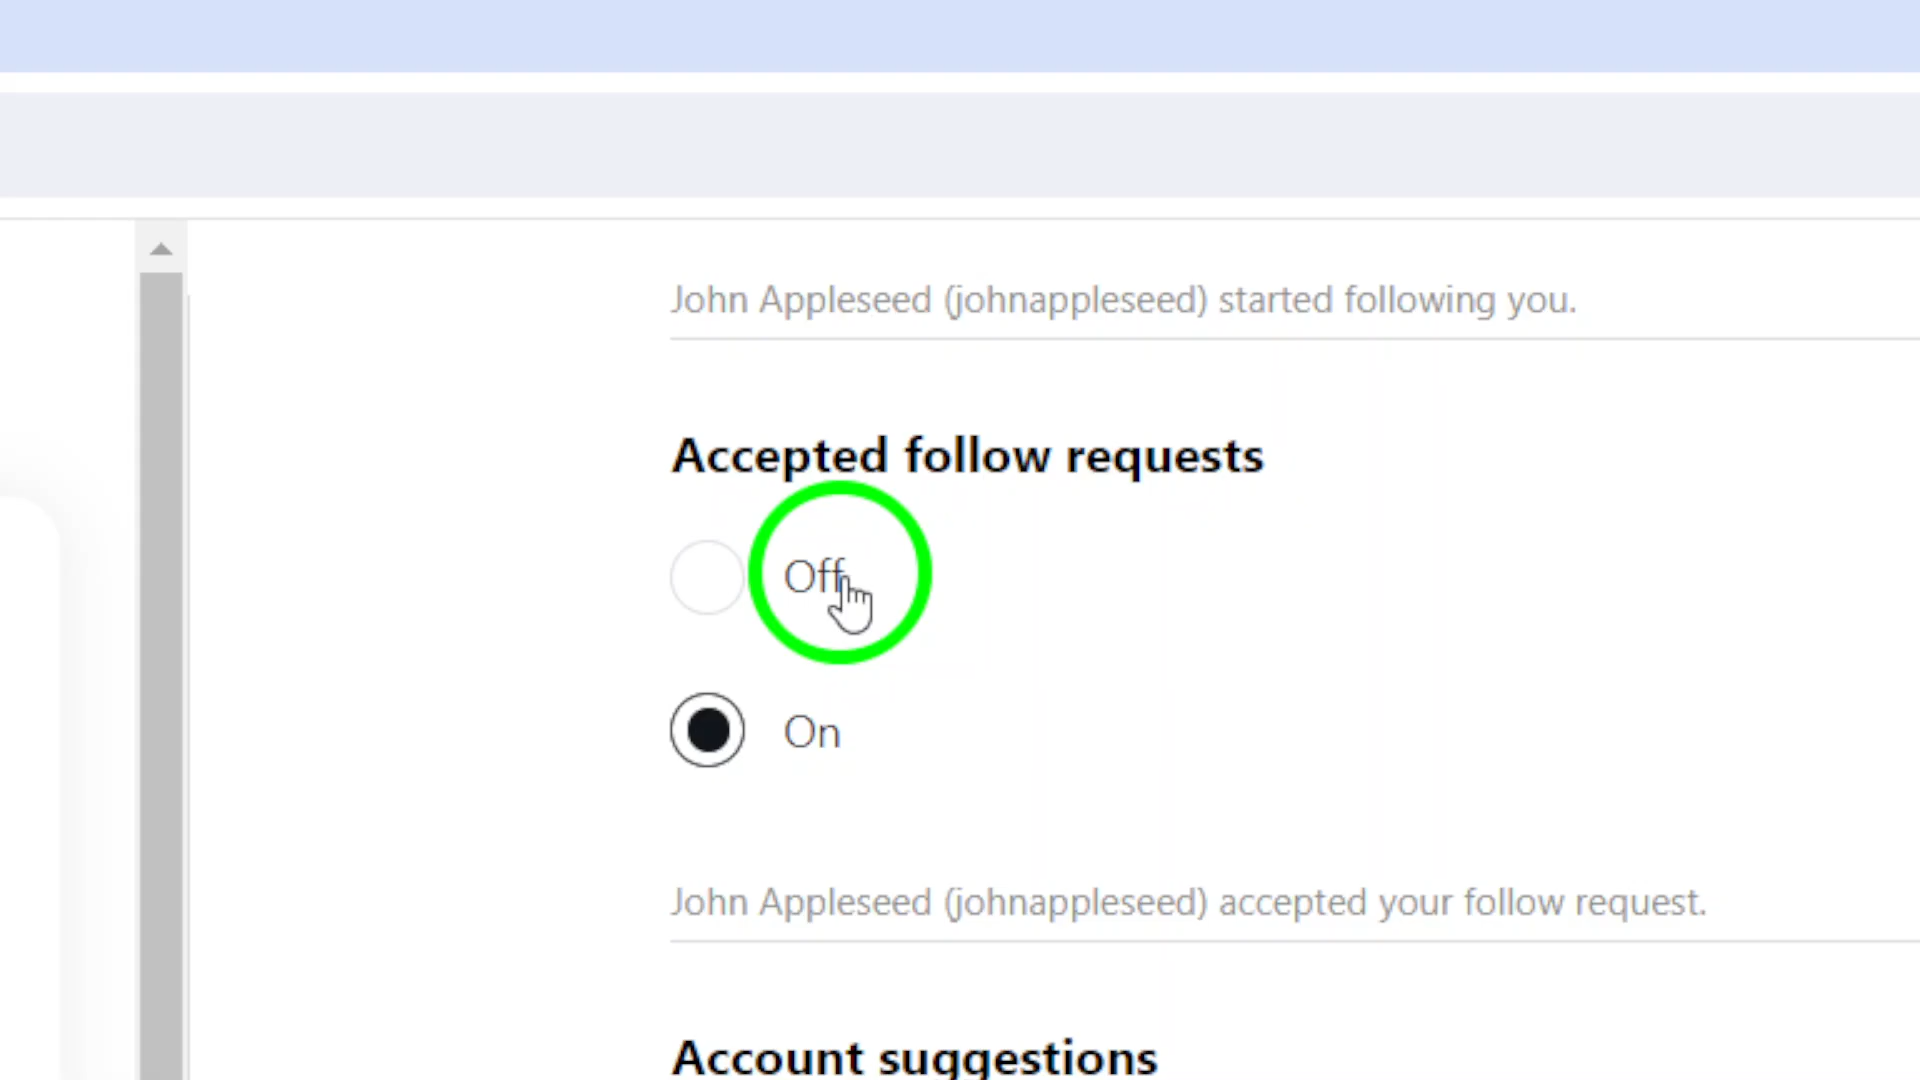 John Appleseed (johnappleseed) started following you.
Accepted follow requests
Off
On
John Appleseed (johnappleseed) accepted your follow request.
Account suggestions